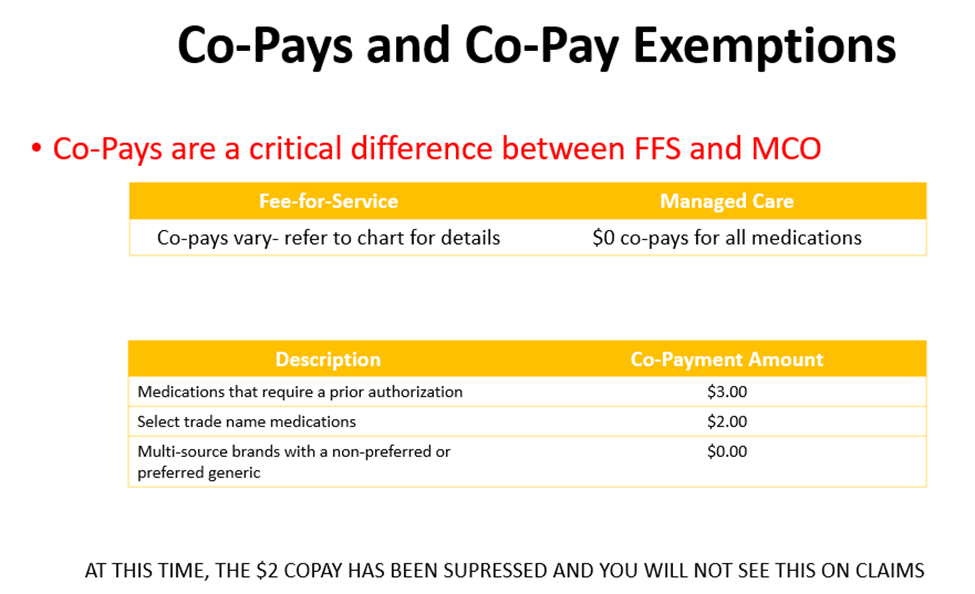 Co-Pays and Co-Pay Exemptions
• Co-Pays are a critical difference between FFS and MCO
Fee-for-Service Managed Care
Co-pays vary- refer to chart for details $0 co-pays for all medications
Description Co-Payment Amount
Medications that require a prior authorization $3.00
Select trade name medications $2.00
Multi-source brands with a non-preferred or $0.00
preferred generic
AT THIS TIME, THE $2 COPAY HAS BEEN SUPRESSED AND YOU WILL NOT SEE THIS ON CLAIMS